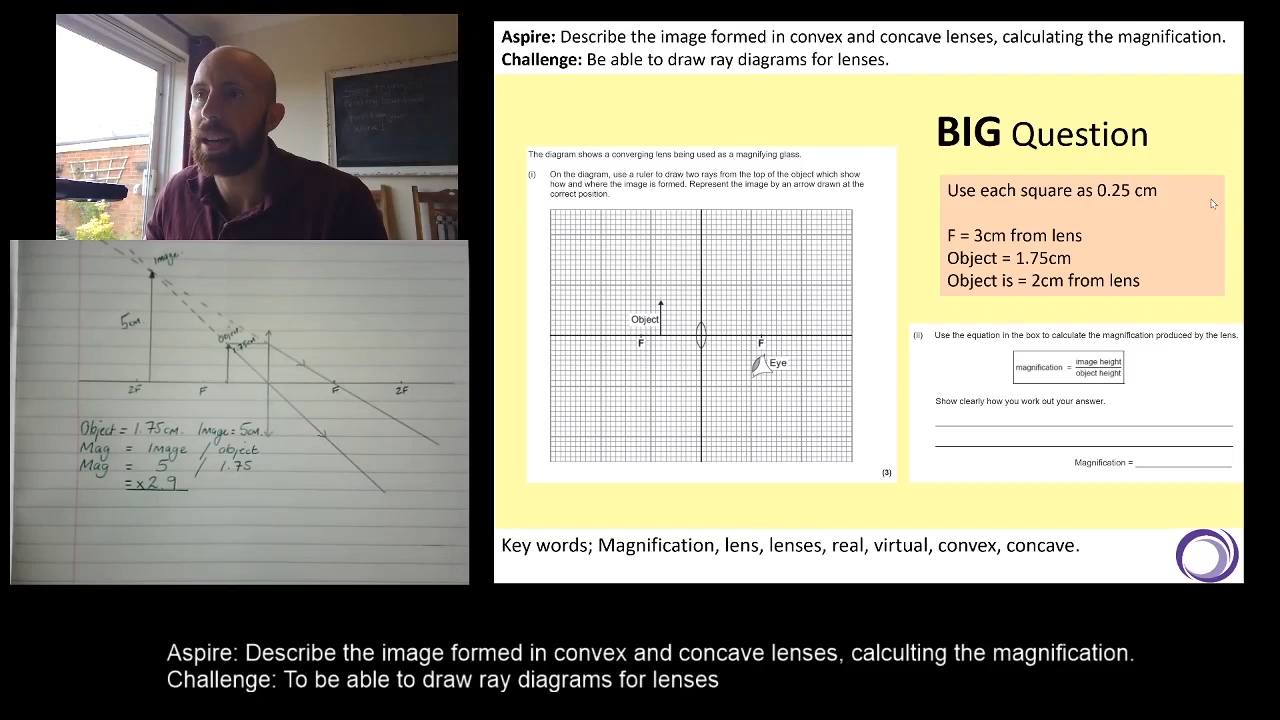 Aspire: Describe the image formed in convex and concave lenses, calculating the magnification.
Challenge: Be able to draw ray diagrams for lenses.
BIG Question
The diagram shows a converging lens being used as a magnifying glass.
(i) On the diagram, use a ruler to draw two rays from the top of the object which show
how and where the image is formed. Represent the image by an arrow drawn at the
correct position.
Object
F
F
Eye
(3)
Use each square as 0.25 cm
F = 3cm from lens
Object = 1.75cm
Object is = 2cm from lens
(ii) Use the equation in the box to calculate the magnification produced by the lens.
magnification = image height
object height
Show clearly how you work out your answer.
Magnification =
Key words; Magnification, lens, lenses, real, virtual, convex, concave.
Image
5cm
Object
1.75cm
2F F F 2F
Object = 1.75cm. Image = 5cm.
Mag = Image / object
Mag = 5 / 1.75
= x2.9
Aspire: Describe the image formed in convex and concave lenses, calculting the magnification.
Challenge: To be able to draw ray diagrams for lenses